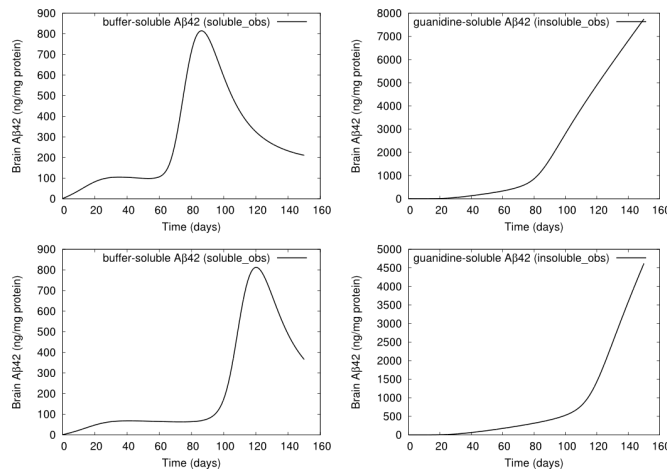 buffer-soluble Aβ42 (soluble_obs)
Brain Aβ42 (ng/mg protein)
900
800
700
600
500
400
300
200
100
0
0 20 40 60 80 100 120 140 160
Time (days)
guanidine-soluble Aβ42 (insoluble_obs)
Brain Aβ42 (ng/mg protein)
8000
7000
6000
5000
4000
3000
2000
1000
0
0 20 40 60 80 100 120 140 160
Time (days)
buffer-soluble Aβ42 (soluble_obs)
Brain Aβ42 (ng/mg protein)
900
800
700
600
500
400
300
200
100
0
0 20 40 60 80 100 120 140 160
Time (days)
guanidine-soluble Aβ42 (insoluble_obs)
Brain Aβ42 (ng/mg protein)
5000
4500
4000
3500
3000
2500
2000
1500
1000
500
0
0 20 40 60 80 100 120 140 160
Time (days)